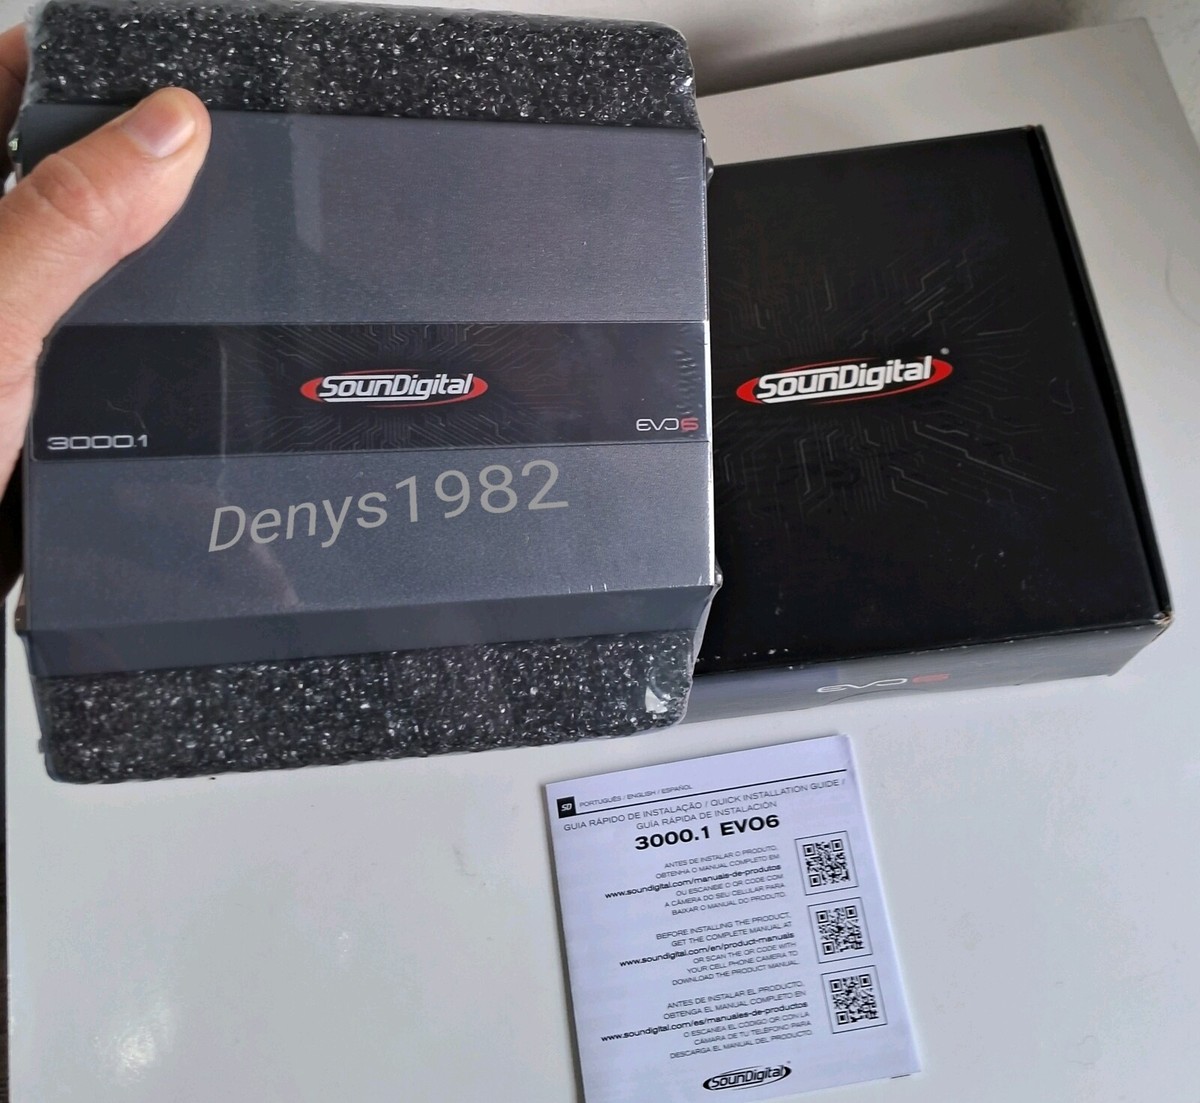 SounDigital
3000.1
EVO6
Denys1982
SounDigital
EVO6
SD PORTUGUÊS / ENGLISH / ESPAÑOL
GUIA RÁPIDO DE INSTALAÇÃO / QUICK INSTALLATION GUIDE /
GUÍA RÁPIDA DE INSTALACIÓN
3000.1 EVO6
ANTES DE INSTALAR O PRODUTO,
OBTENHA O MANUAL COMPLETO EM
www.soundigital.com/manuais-de-produtos
OU ESCANEIE O QR CODE COM
A CÂMERA DO SEU CELULAR PARA
BAIXAR O MANUAL DO PRODUTO.
BEFORE INSTALLING THE PRODUCT,
GET THE COMPLETE MANUAL AT
www.soundigital.com/en/product-manuals
OR SCAN THE QR CODE WITH
YOUR CELL PHONE CAMERA TO
DOWNLOAD THE PRODUCT MANUAL.
ANTES DE INSTALAR EL PRODUCTO,
OBTENGA EL MANUAL COMPLETO EN
www.soundigital.com/es/manuales-de-productos
O ESCANEA EL CODIGO QR CON LA
CÁMARA DE TU TELÉFONO PARA
DESCARGA EL MANUAL DEL PRODUCTO.
SounDigital